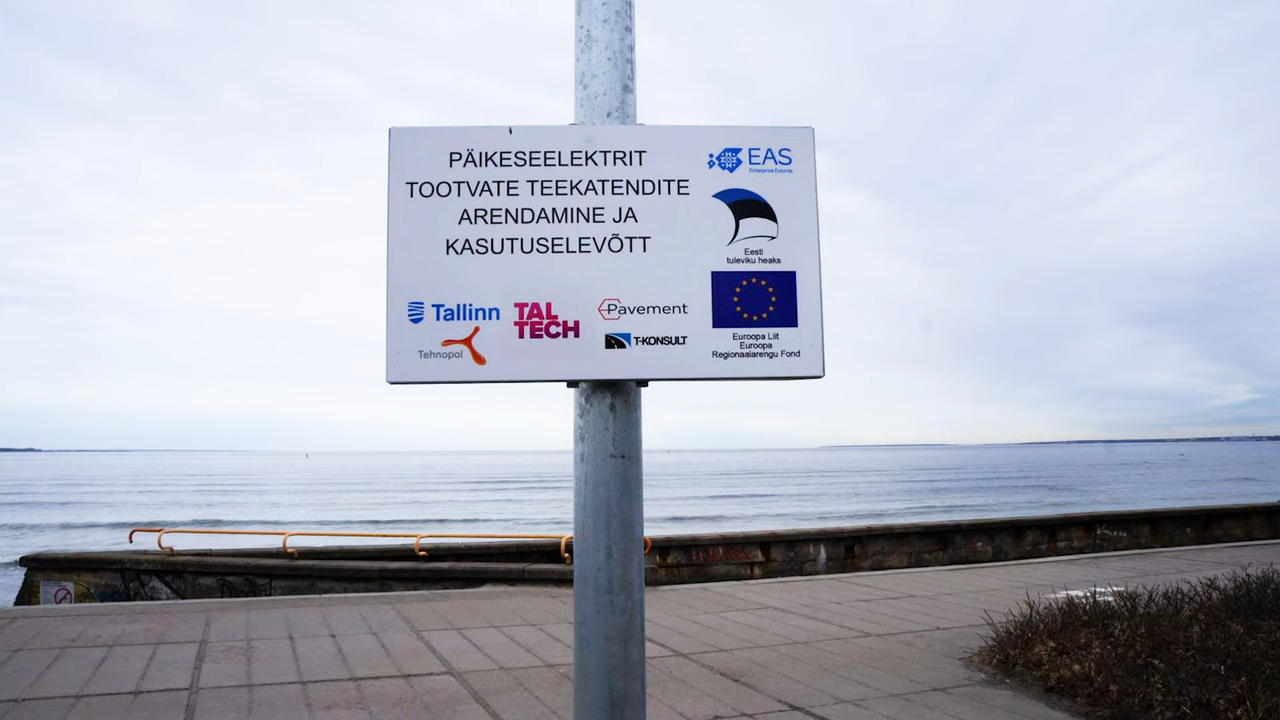 PÄIKESEELEKTRIT
TOOTVATE TEEKATENDITE
ARENDAMINE JA
KASUTUSELEVÕTT
EAS
Enterprise Estonia
Eesti
tuleviku heaks
Tallinn
TAL
TECH
Pavement
Tehnopol
T-KONSULT
Euroopa Liit
Euroopa
Regionaalarengu Fond